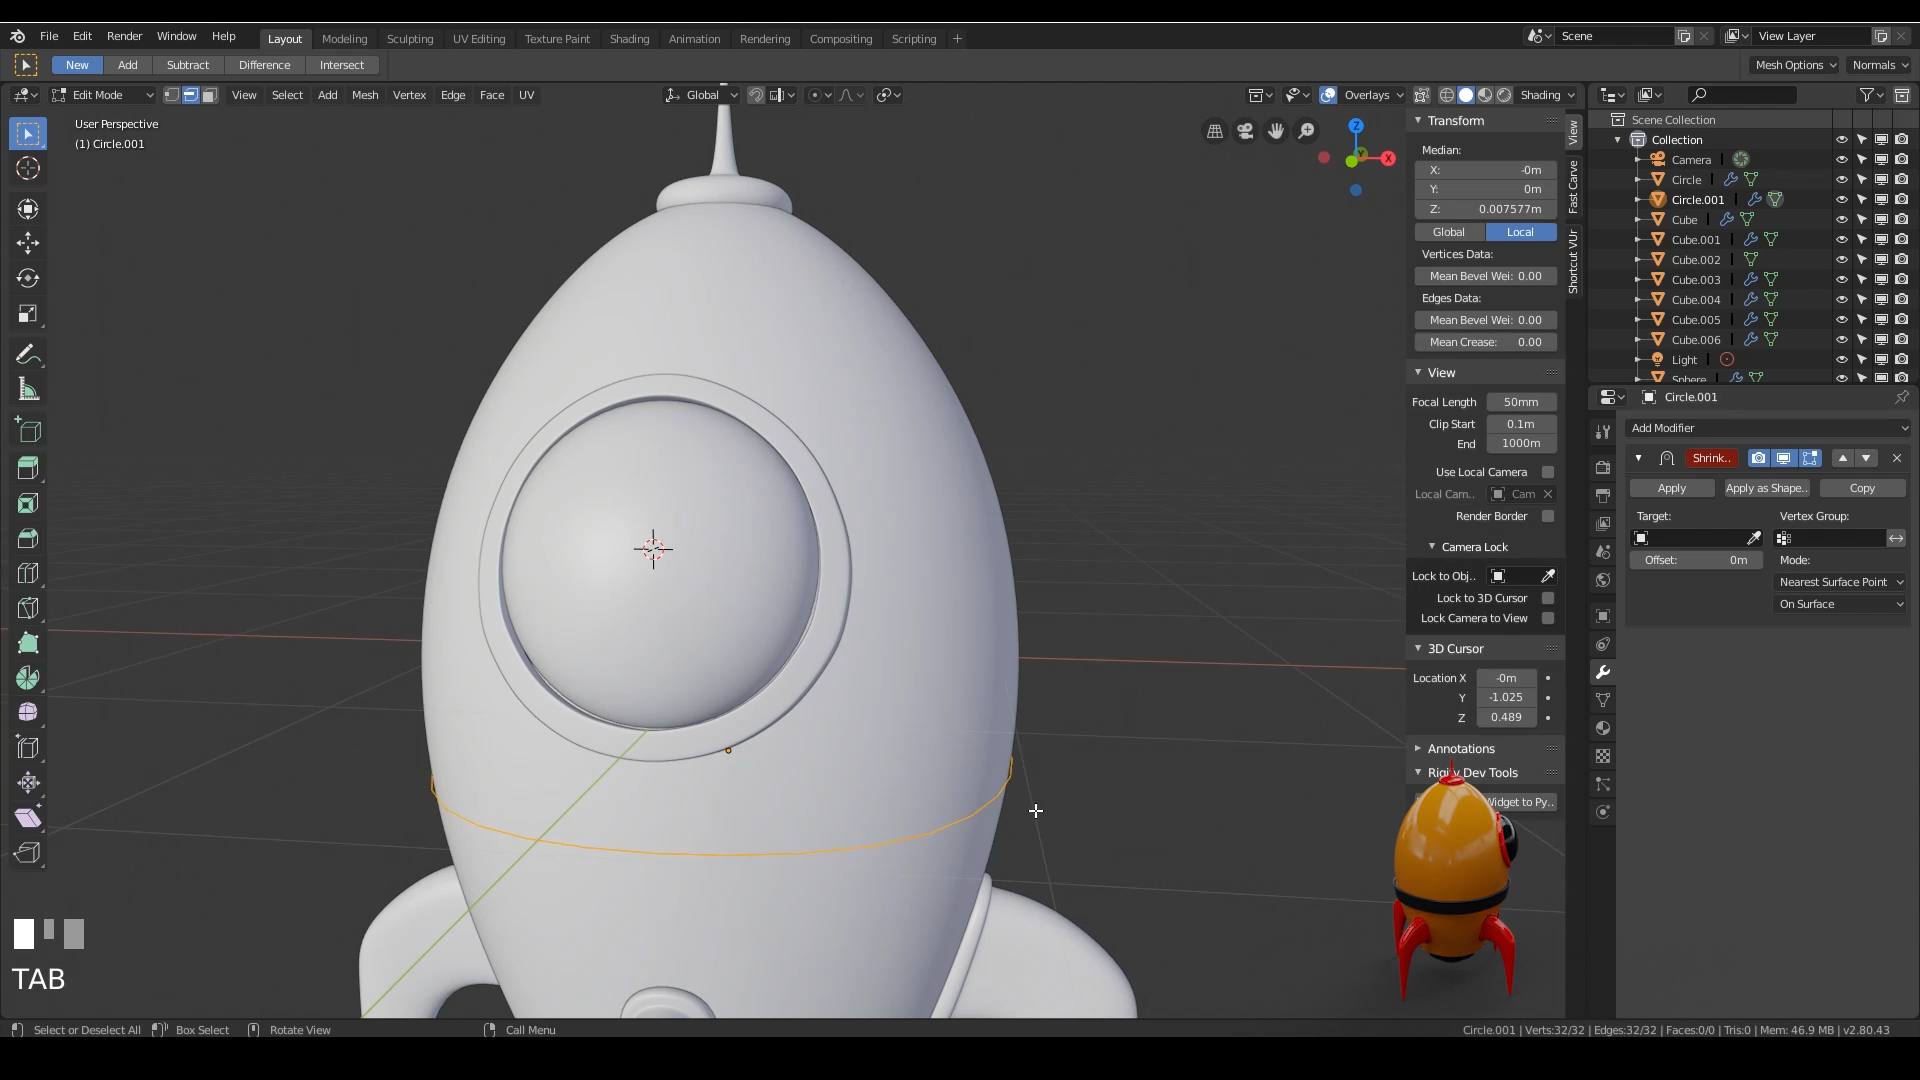 File Edit Render Window Help Layout Modeling Sculpting UV Editing Texture Paint Shading Animation Rendering Compositing Scripting + Scene View Layer
New Add Subtract Difference Intersect Mesh Options Normals
Edit Mode View Select Add Mesh Vertex Edge Face UV Global Overlays Shading
User Perspective
(1) Circle.001
Z
X
Y
Transform
Median:
X: -0m
Y: 0m
Z: 0.007577m
Global Local
Vertices Data:
Mean Bevel Wei: 0.00
Edges Data:
Mean Bevel Wei: 0.00
Mean Crease: 0.00
View
Focal Length 50mm
Clip Start 0.1m
End 1000m
Use Local Camera
Local Cam.. Cam
Render Border
Camera Lock
Lock to Obj..
Lock to 3D Cursor
Lock Camera to View
3D Cursor
Location X -0m
Y -1.025
Z 0.489
Annotations
Dev Tools
Widget to Py..
View
Fast Carve
Shortcut VUr
Scene Collection
Collection
Camera
Circle
Circle.001
Cube
Cube.001
Cube.002
Cube.003
Cube.004
Cube.005
Cube.006
Light
Sphere
Circle.001
Add Modifier
Shrink..
Apply Apply as Shape.. Copy
Target: Vertex Group:
Offset: 0m Mode:
Nearest Surface Point
On Surface
TAB
Select or Deselect All Box Select Rotate View Call Menu
Circle.001 | Verts:32/32 | Edges:32/32 | Faces:0/0 | Tris:0 | Mem: 46.9 MB | v2.80.43